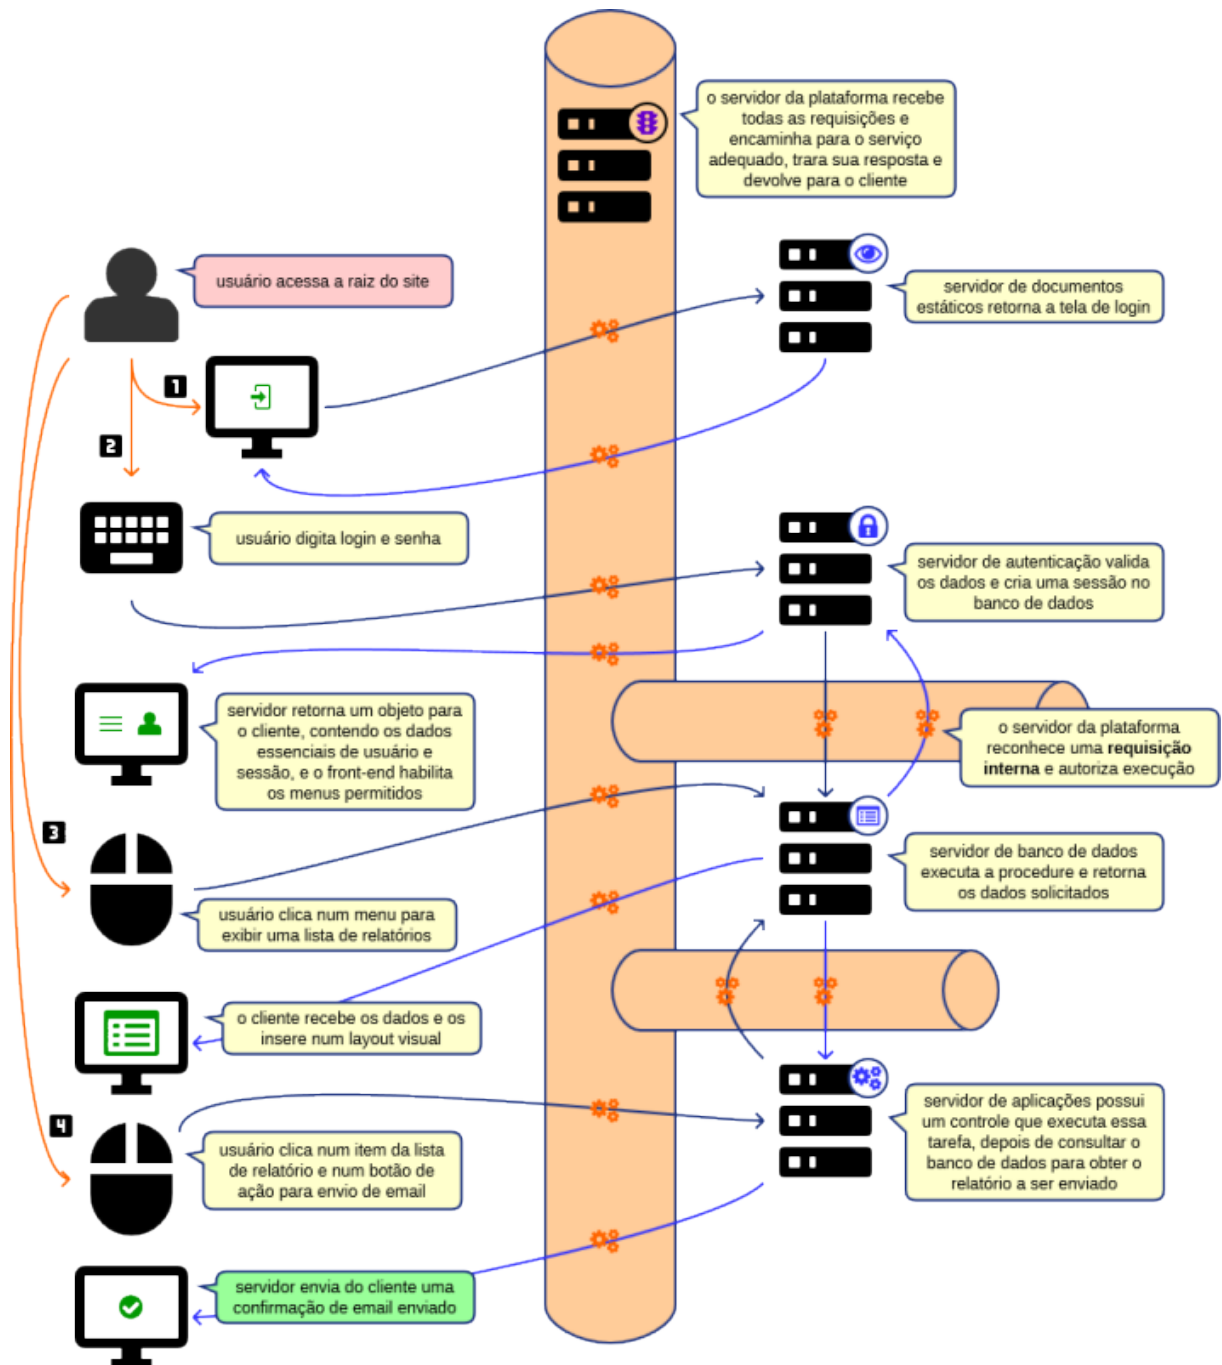 o servidor da plataforma recebe
todas as requisições e
encaminha para o serviço
adequado, trara sua resposta e
devolve para o cliente
usuário acessa a raiz do site
servidor de documentos
estáticos retorna a tela de login
1
2
usuário digita login e senha
servidor de autenticação valida
os dados e cria uma sessão no
banco de dados
servidor retorna um objeto para
o cliente, contendo os dados
essenciais de usuário e
sessão, e o front-end habilita
os menus permitidos
o servidor da plataforma
reconhece uma requisição
interna e autoriza execução
3
servidor de banco de dados
executa a procedure e retorna
os dados solicitados
usuário clica num menu para
exibir uma lista de relatórios
o cliente recebe os dados e os
insere num layout visual
4
usuário clica num item da lista
de relatório e num botão de
ação para envio de email
servidor de aplicações possui
um controle que executa essa
tarefa, depois de consultar o
banco de dados para obter o
relatório a ser enviado
servidor envia do cliente uma
confirmação de email enviado